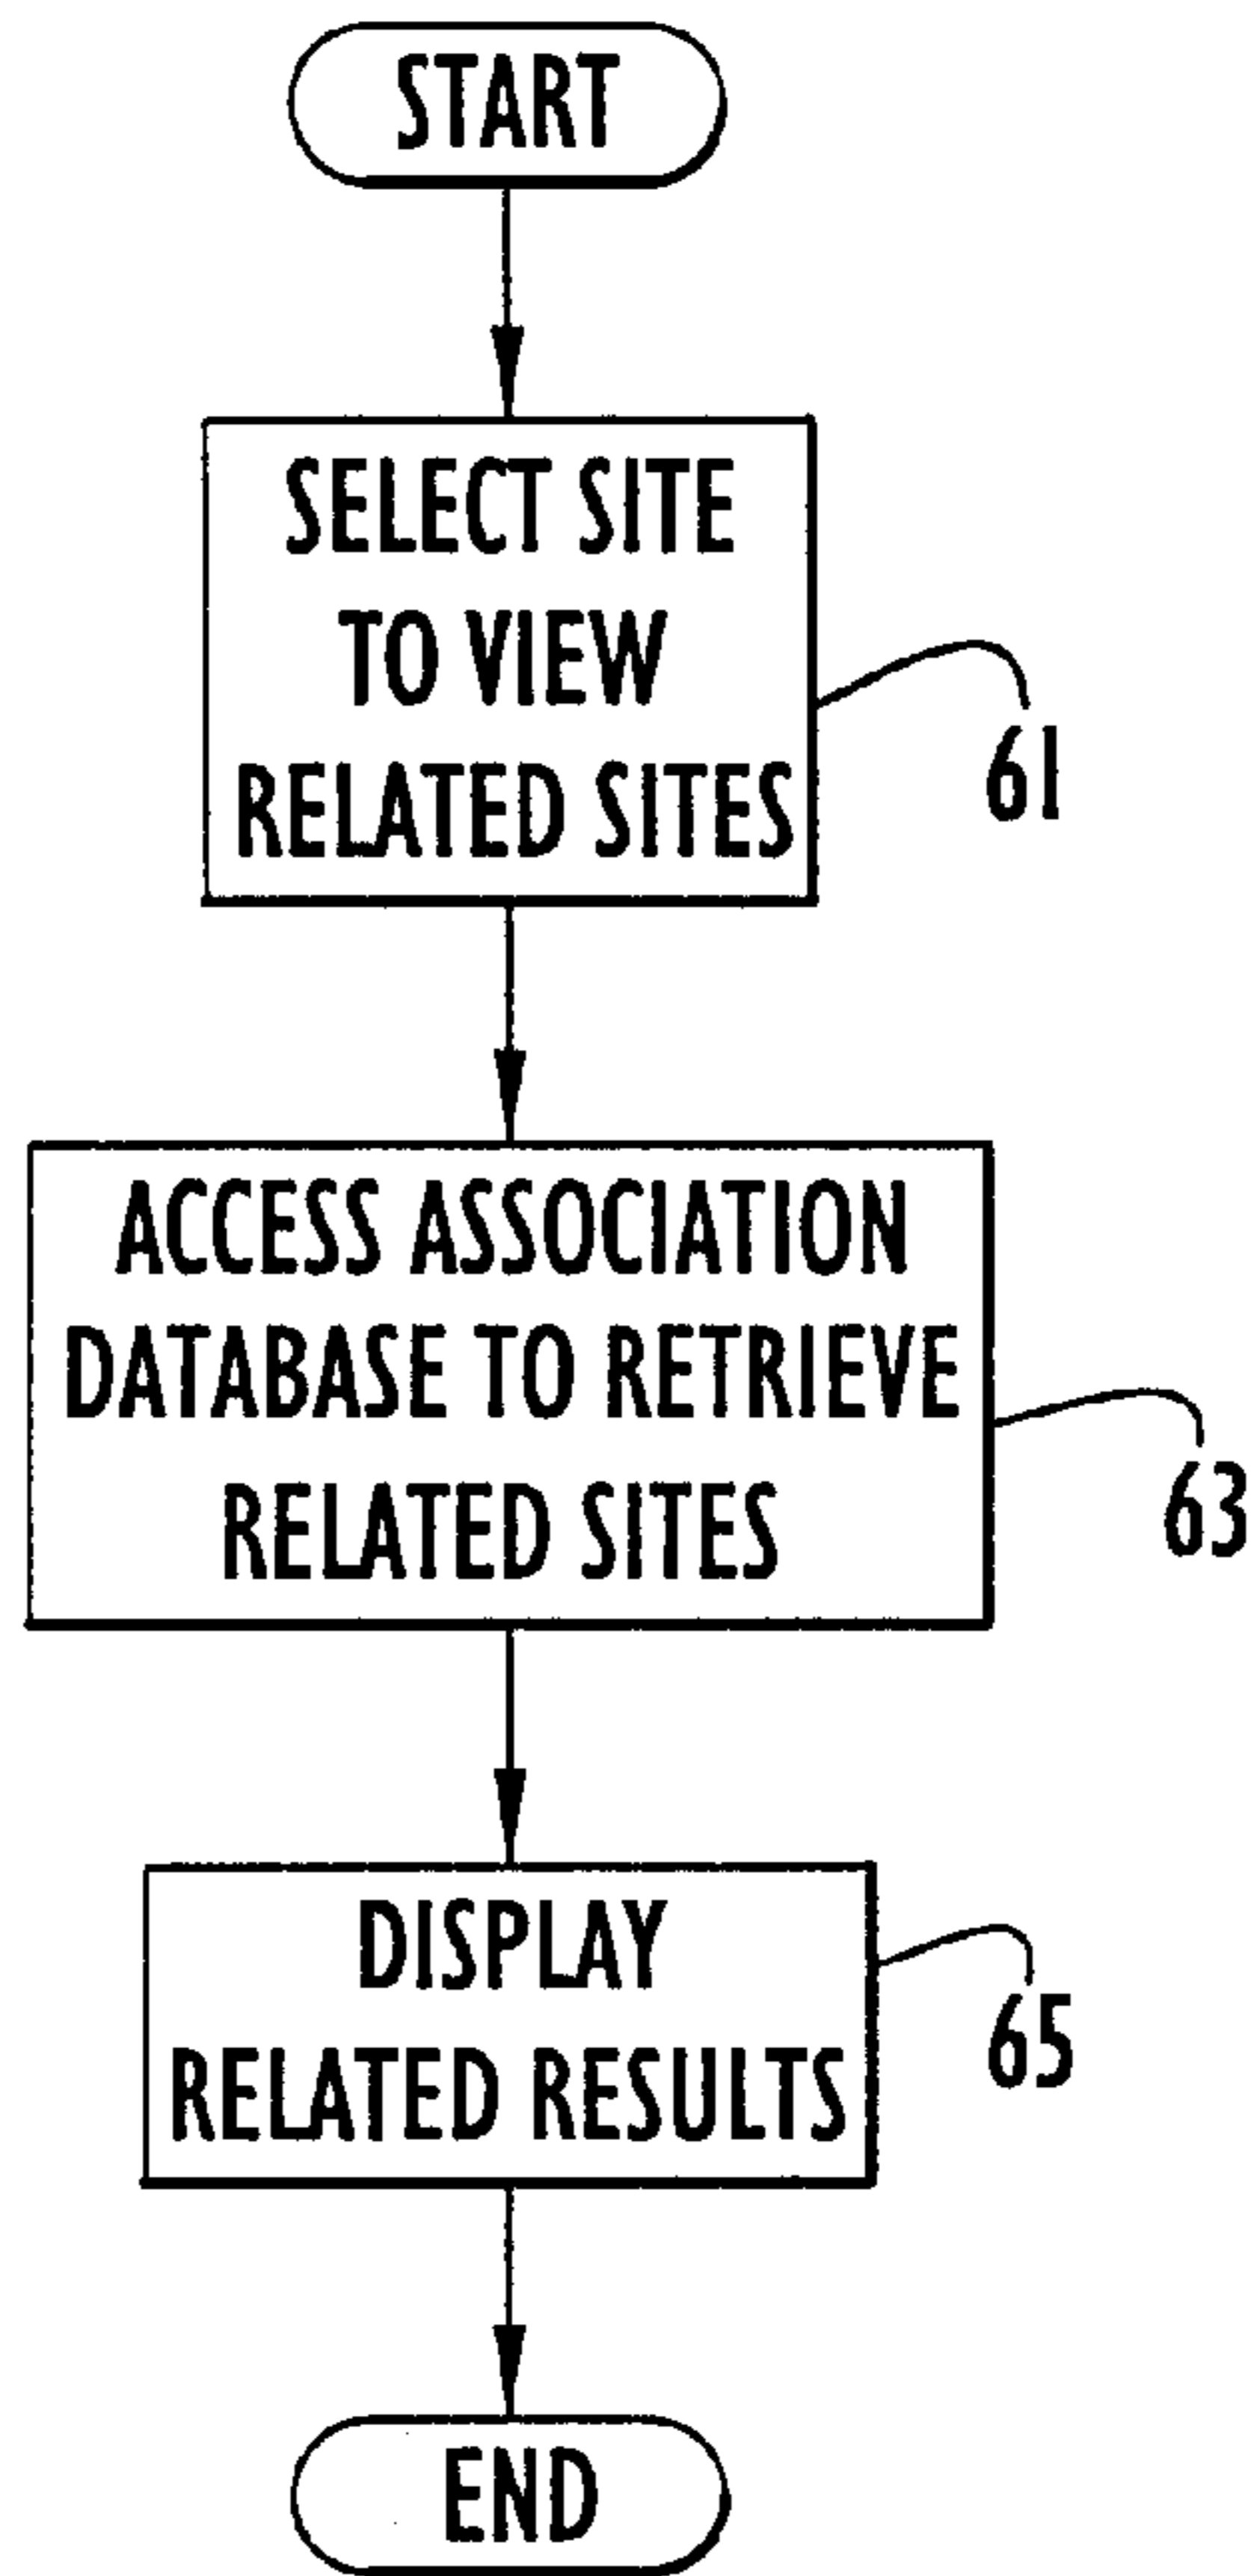 START
SELECT SITE
TO VIEW
RELATED SITES
61
ACCESS ASSOCIATION
DATABASE TO RETRIEVE
RELATED SITES
63
DISPLAY
RELATED RESULTS
65
END